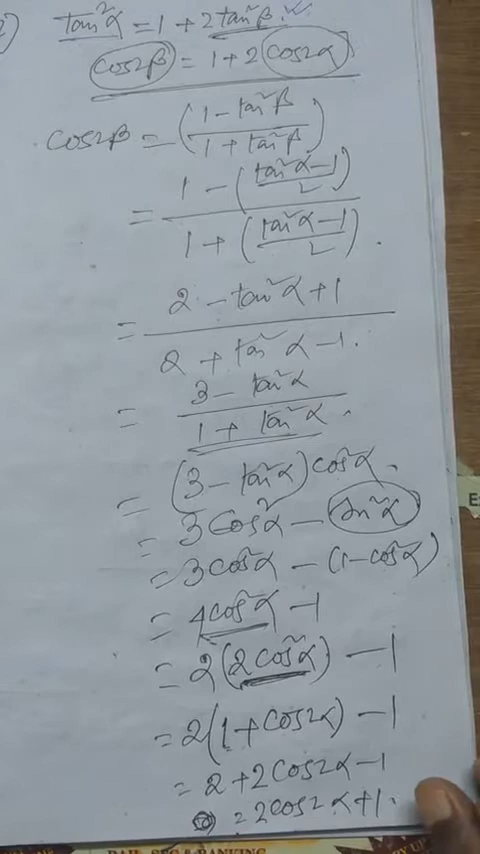 2) tan²α = 1 + 2tan²β.
cos2β = 1 + 2 cos2α
cos2β = (1 - tan²β / 1 + tan²β)
= 1 - (tan²α - 1 / 2) / 1 + (tan²α - 1 / 2).
= 2 - tan²α + 1 / 2 + tan²α - 1.
= 3 - tan²α / 1 + tan²α.
= (3 - tan²α) cos²α.
= 3cos²α - sin²α
= 3cos²α - (1 - cos²α)
= 4cos²α - 1
= 2(2cos²α) - 1
= 2(1 + cos2α) - 1
= 2 + 2cos2α - 1
= 2cos2α + 1.